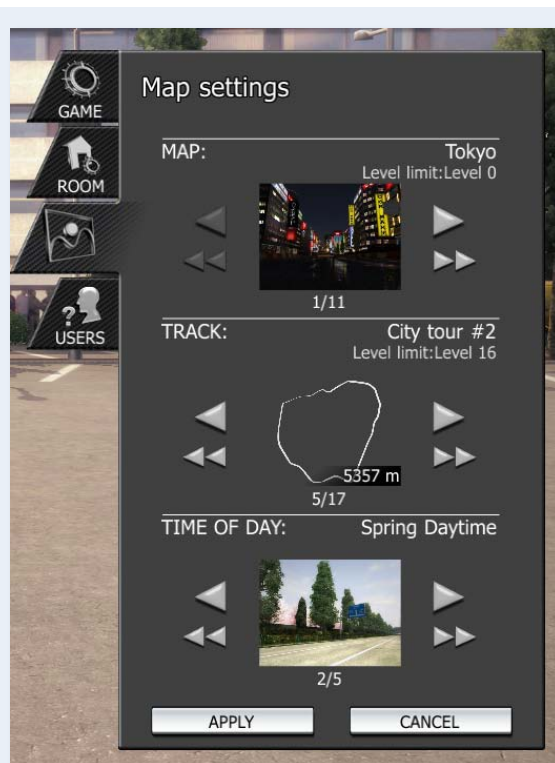 GAME
ROOM
USERS
Map settings
MAP: Tokyo
Level limit:Level 0
1/11
TRACK: City tour #2
Level limit:Level 16
5357 m
5/17
TIME OF DAY: Spring Daytime
2/5
APPLY CANCEL